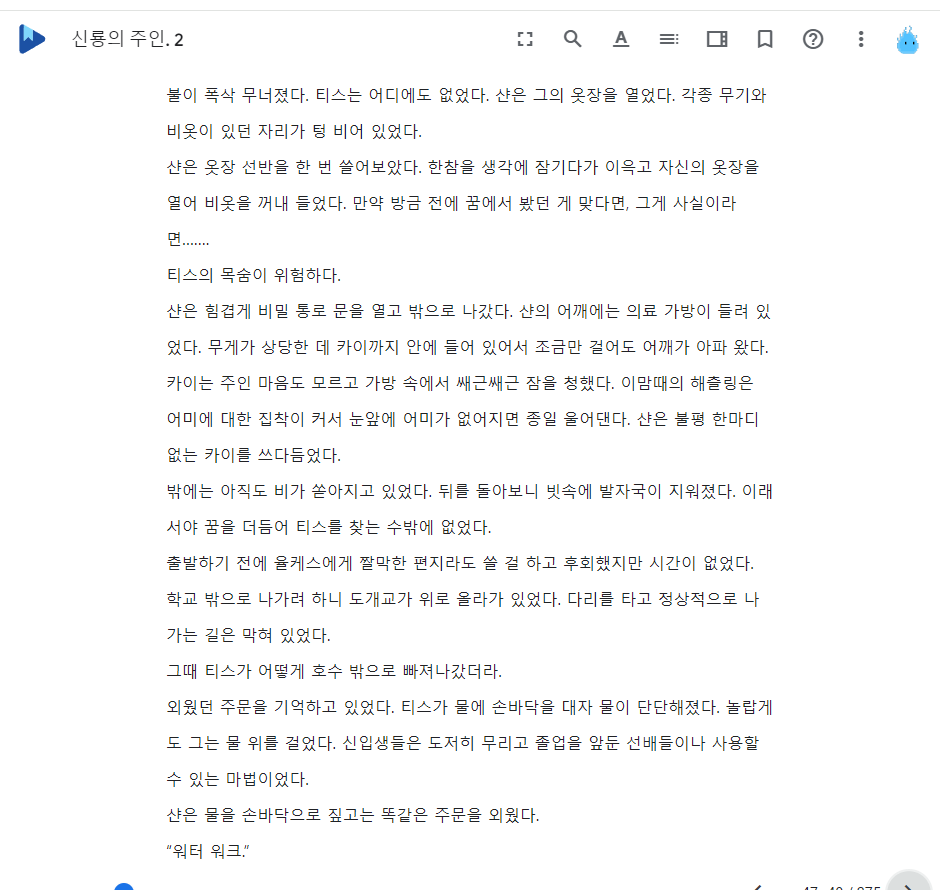 신룡의 주인. 2
불이 폭삭 무너졌다. 티스는 어디에도 없었다. 샨은 그의 옷장을 열었다. 각종 무기와
비옷이 있던 자리가 텅 비어 있었다.
샨은 옷장 선반을 한 번 쓸어보았다. 한참을 생각에 잠기다가 이윽고 자신의 옷장을
열어 비옷을 꺼내 들었다. 만약 방금 전에 꿈에서 봤던 게 맞다면, 그게 사실이라
면.......
티스의 목숨이 위험하다.
샨은 힘겹게 비밀 통로 문을 열고 밖으로 나갔다. 샨의 어깨에는 의료 가방이 들려 있
었다. 무게가 상당한 데 카이까지 안에 들어 있어서 조금만 걸어도 어깨가 아파 왔다.
카이는 주인 마음도 모르고 가방 속에서 쌔근쌔근 잠을 청했다. 이맘때의 해츨링은
어미에 대한 집착이 커서 눈앞에 어미가 없어지면 종일 울어댄다. 샨은 불평 한마디
없는 카이를 쓰다듬었다.
밖에는 아직도 비가 쏟아지고 있었다. 뒤를 돌아보니 빗속에 발자국이 지워졌다. 이래
서야 꿈을 더듬어 티스를 찾는 수밖에 없었다.
출발하기 전에 율케스에게 짤막한 편지라도 쓸 걸 하고 후회했지만 시간이 없었다.
학교 밖으로 나가려 하니 도개교가 위로 올라가 있었다. 다리를 타고 정상적으로 나
가는 길은 막혀 있었다.
그때 티스가 어떻게 호수 밖으로 빠져나갔더라.
외웠던 주문을 기억하고 있었다. 티스가 물에 손바닥을 대자 물이 단단해졌다. 놀랍게
도 그는 물 위를 걸었다. 신입생들은 도저히 무리고 졸업을 앞둔 선배들이나 사용할
수 있는 마법이었다.
샨은 물을 손바닥으로 짚고는 똑같은 주문을 외웠다.
“워터 워크.”